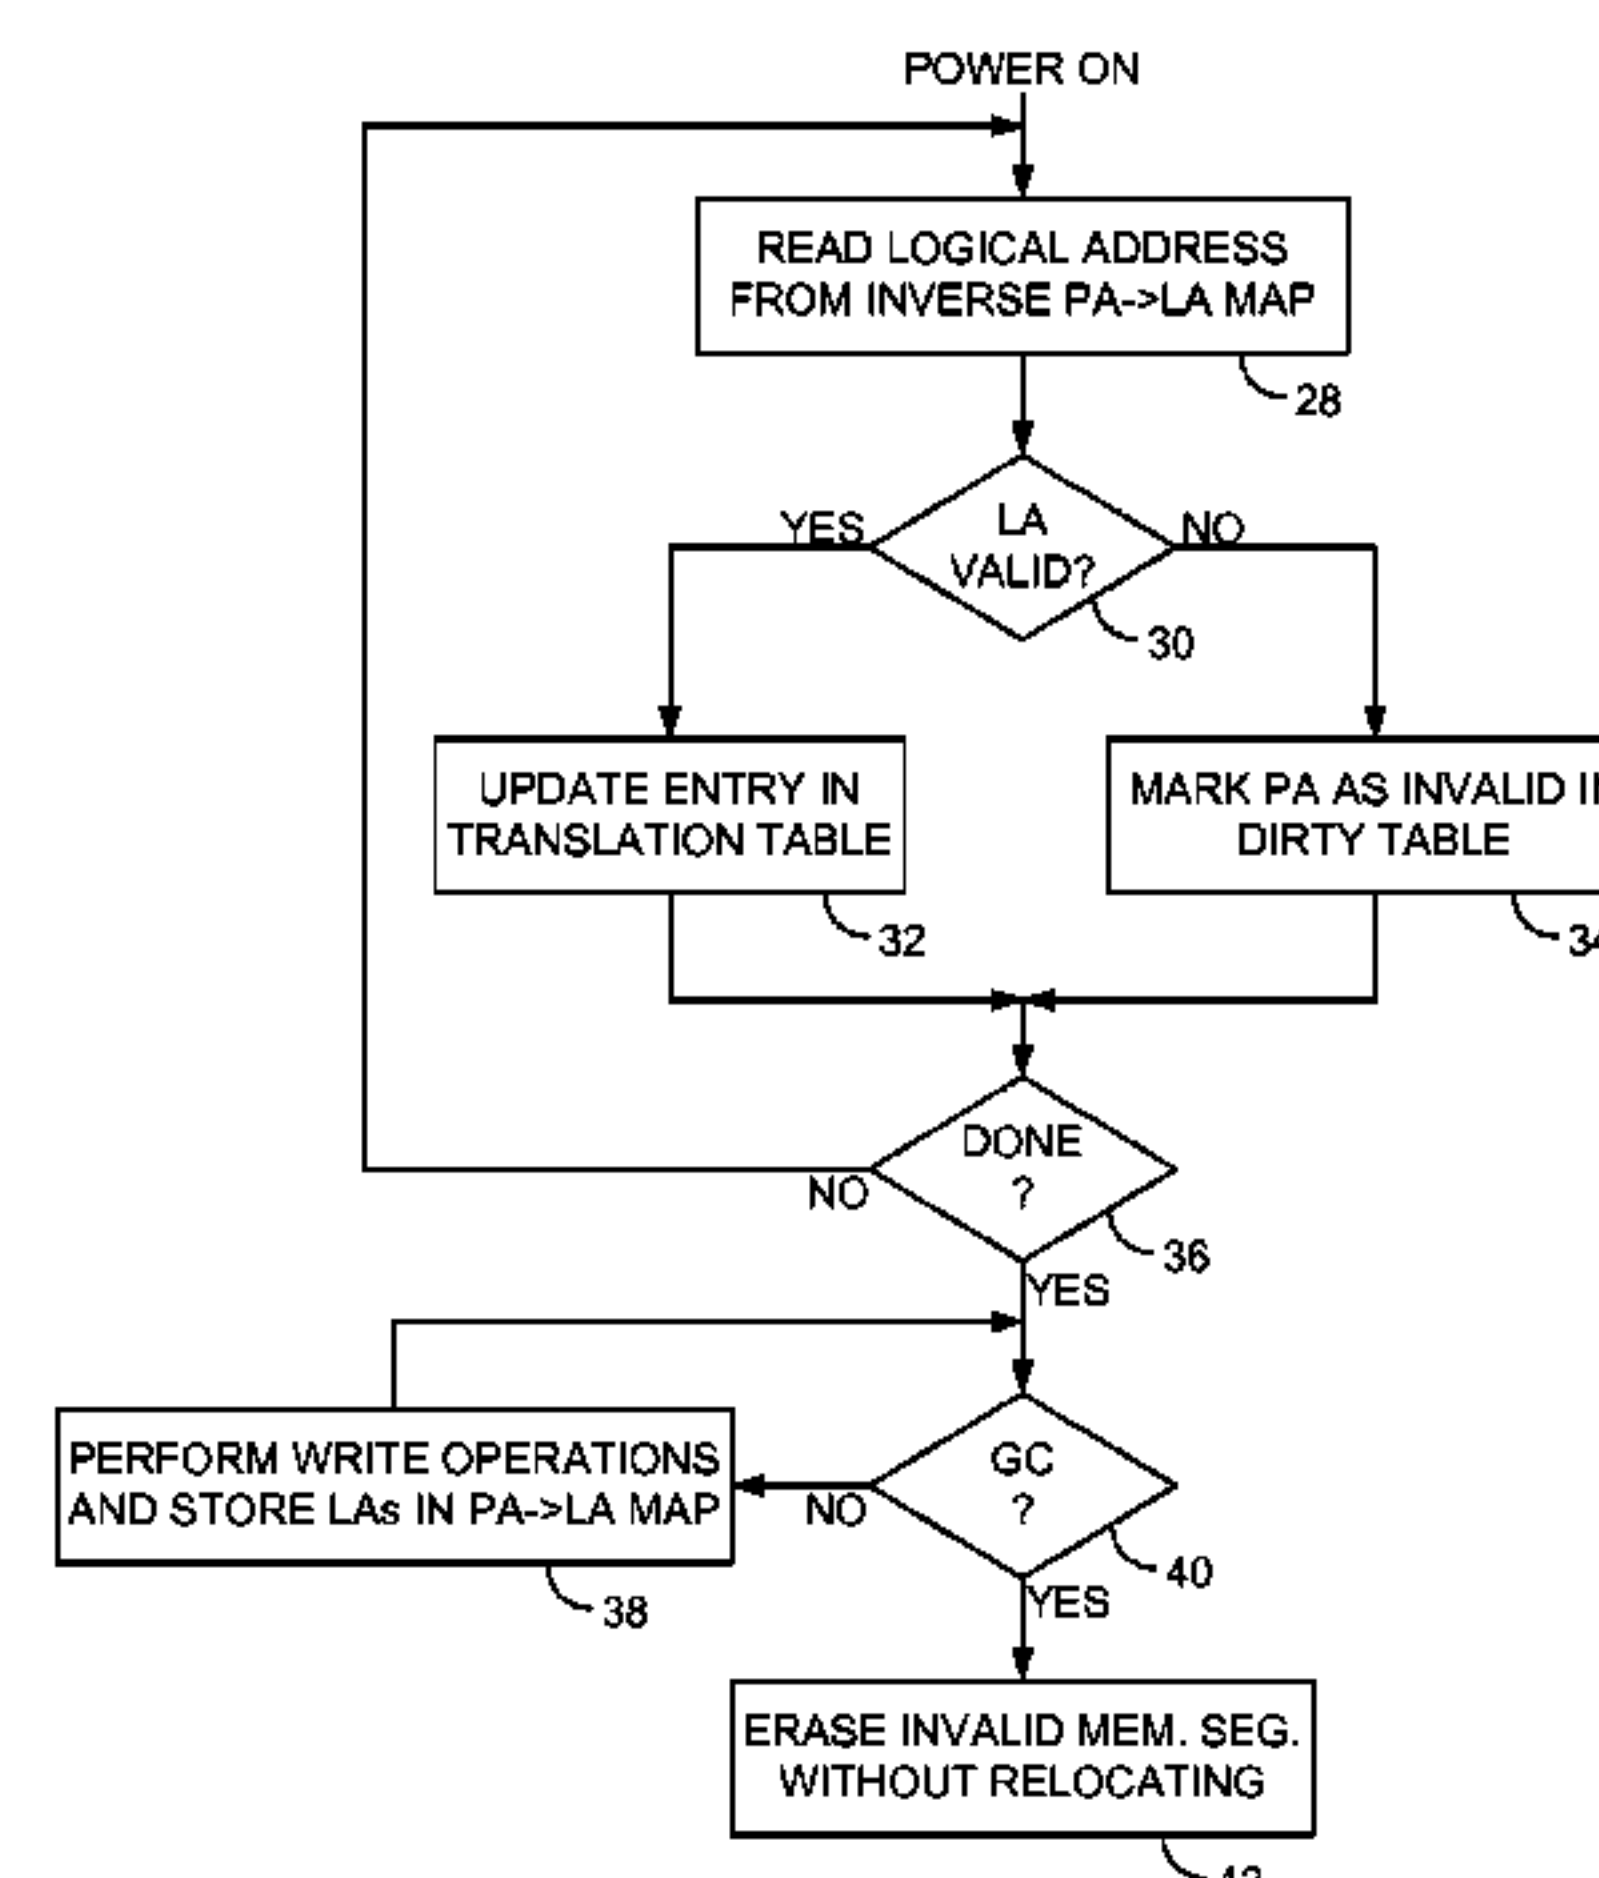 POWER ON
READ LOGICAL ADDRESS
FROM INVERSE PA->LA MAP
28
YES
LA
VALID?
NO
30
UPDATE ENTRY IN
TRANSLATION TABLE
32
MARK PA AS INVALID
DIRTY TABLE
DONE
?
NO
36
YES
PERFORM WRITE OPERATIONS
AND STORE LAs IN PA->LA MAP
38
GC
?
NO
40
YES
ERASE INVALID MEM. SEG.
WITHOUT RELOCATING